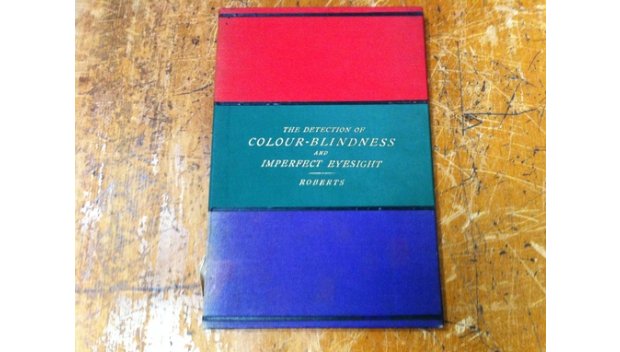 THE DETECTION OF
COLOUR-BLINDNESS
AND
IMPERFECT EYESIGHT
ROBERTS